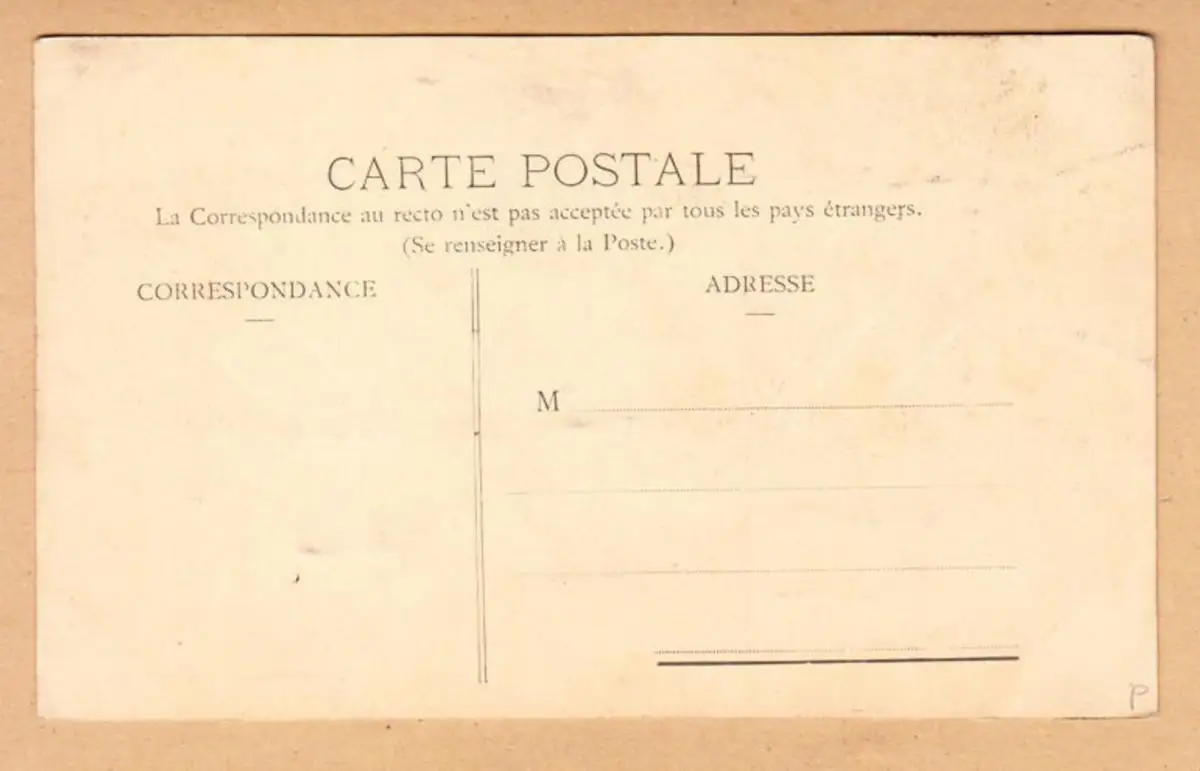 CARTE POSTALE
La Correspondance au recto n'est pas acceptée par tous les pays étrangers.
(Se renseigner à la Poste.)
CORRESPONDANCE
ADRESSE
M
P